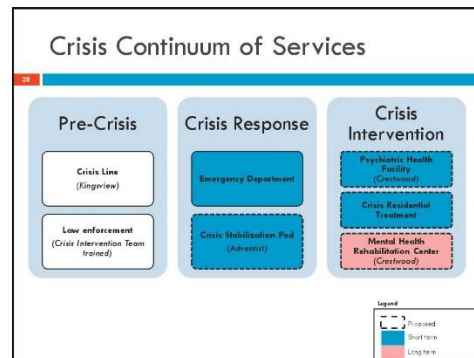 Crisis Continuum of Services
28
Pre-Crisis
Crisis Line
(Kingsview)
Law enforcement
(Crisis Intervention Team
trained)
Crisis Response
Emergency Department
Crisis Stabilization Pod
(Adventist)
Crisis
Intervention
Psychiatric Health
Facility
(Crestwood)
Crisis Residential
Treatment
Mental Health
Rehabilitation Center
(Crestwood)
Legend
Proposed
Short term
Long term